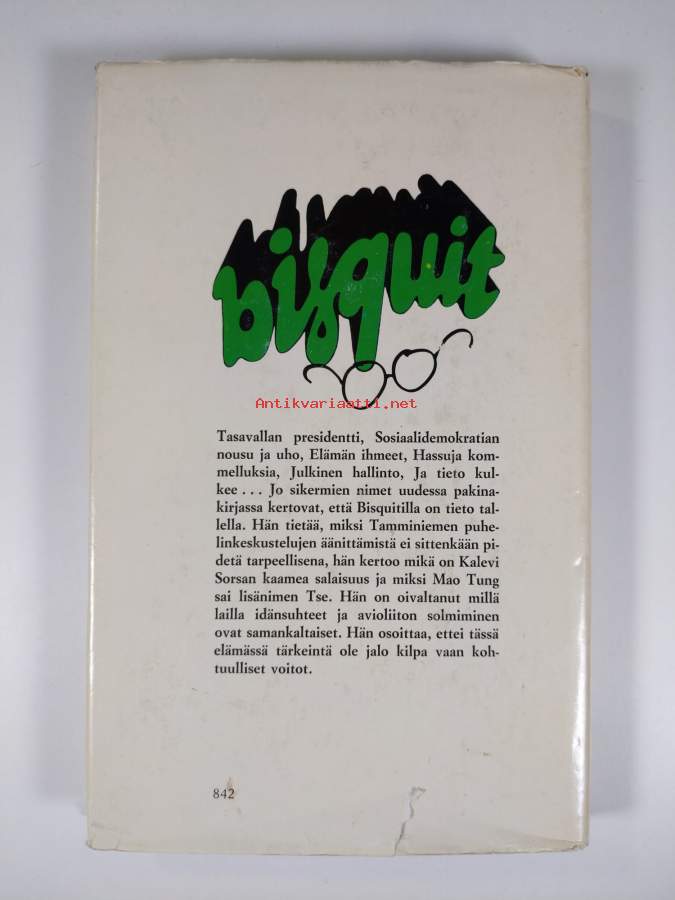 bisquit
Antikvariaatti.net
Tasavallan presidentti, Sosiaalidemokratian
nousu ja uho, Elämän ihmeet, Hassuja kom-
melluksia, Julkinen hallinto, Ja tieto kul-
kee . . . Jo sikermien nimet uudessa pakina-
kirjassa kertovat, että Bisquitilla on tieto tal-
lella. Hän tietää, miksi Tamminiemen puhe-
linkeskustelujen äänittämistä ei sittenkään pi-
detä tarpeellisena, hän kertoo mikä on Kalevi
Sorsan kaamea salaisuus ja miksi Mao Tung
sai lisänimen Tse. Hän on oivaltanut millä
lailla idänsuhteet ja avioliiton solmiminen
ovat samankaltaiset. Hän osoittaa, ettei tässä
elämässä tärkeintä ole jalo kilpa vaan koh-
tuulliset voitot.
842